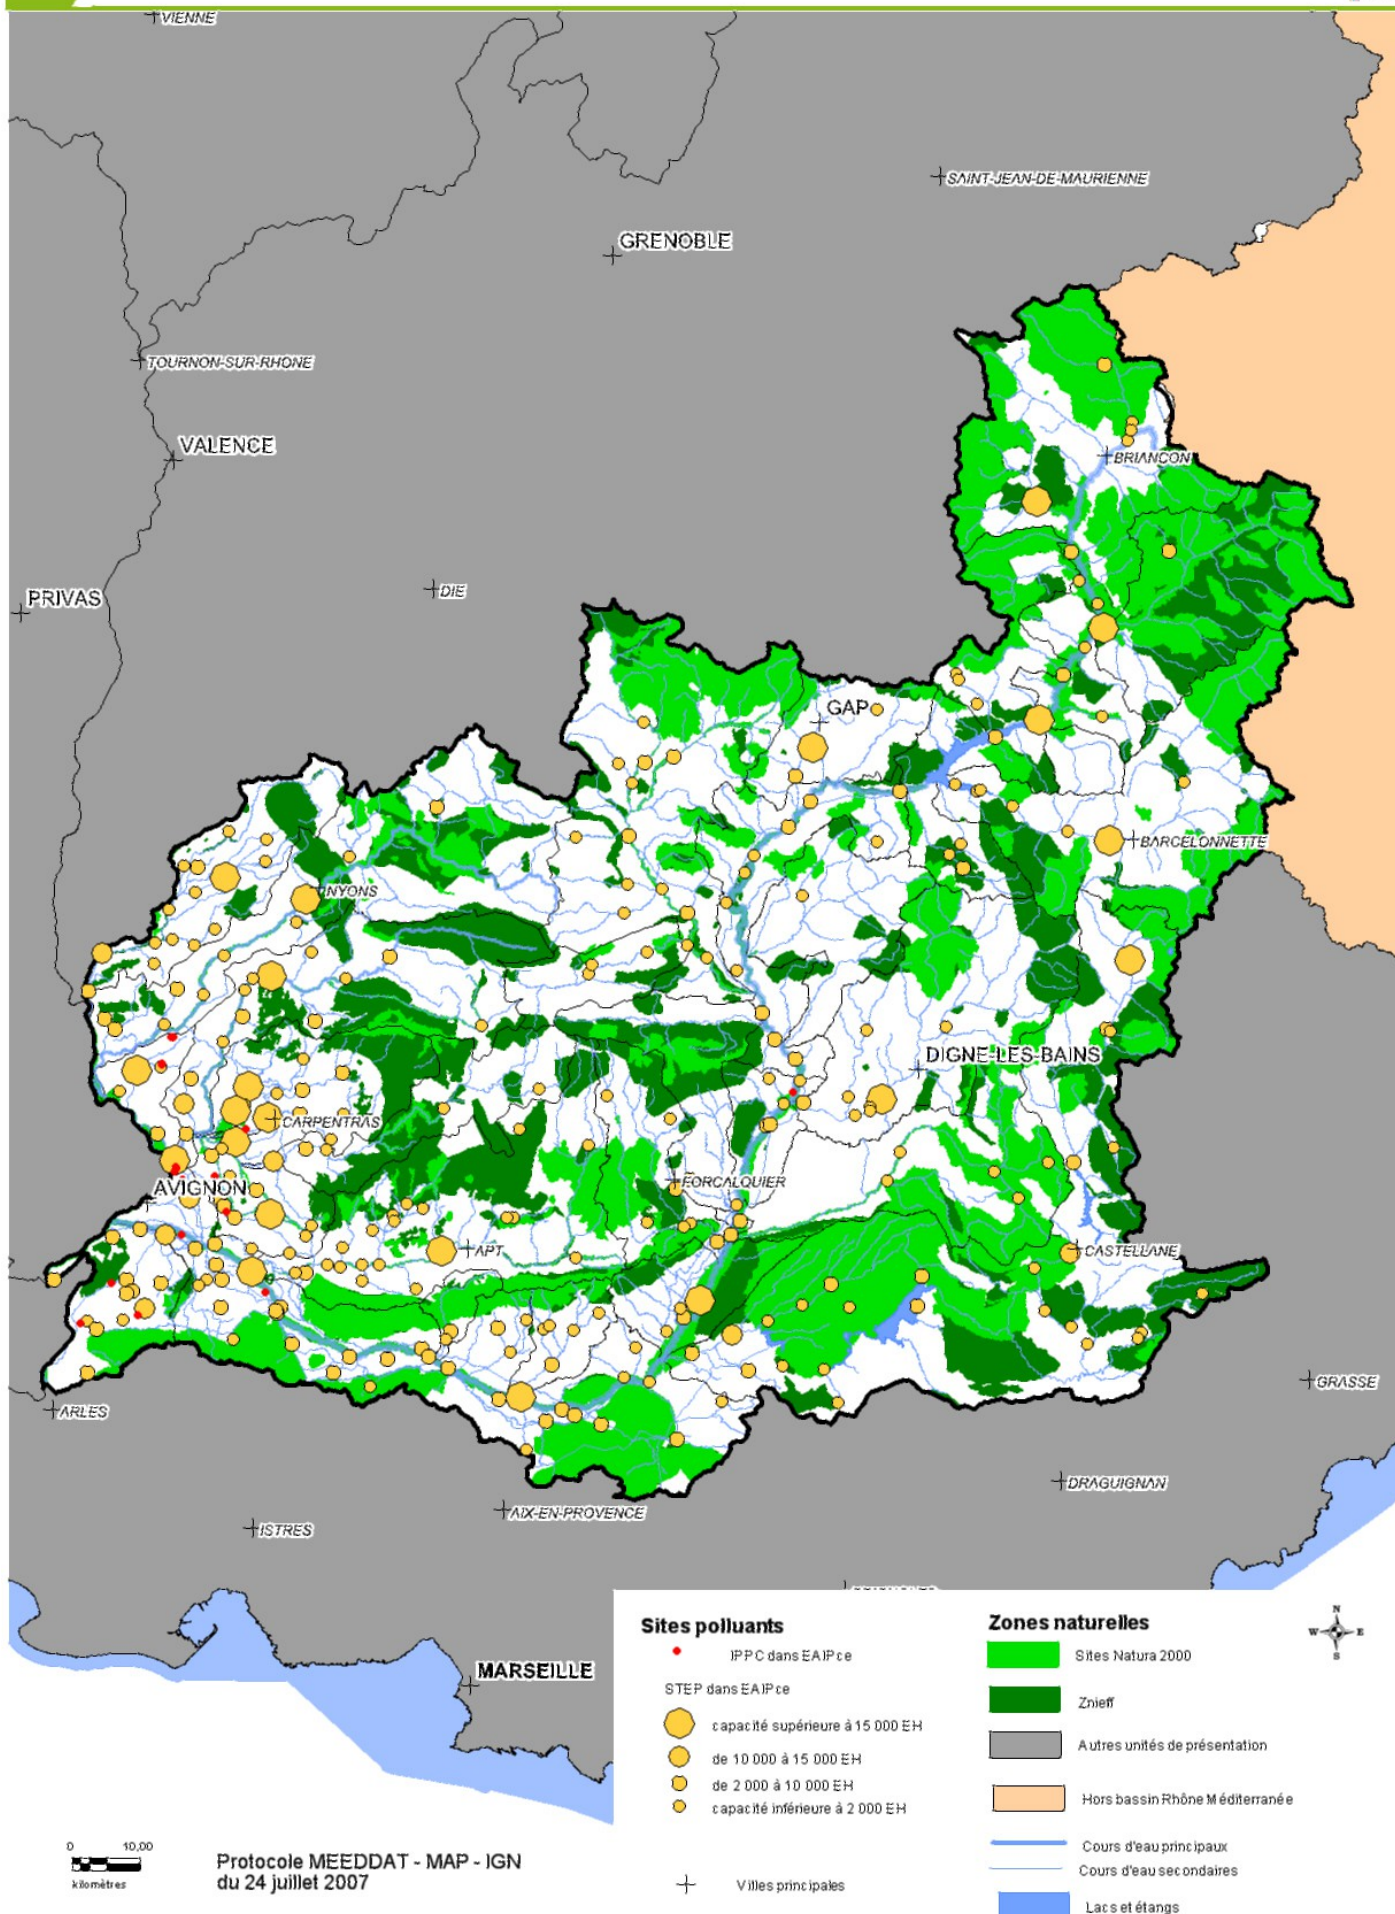 VIENNE
SAINT-JEAN-DE-MAURIENNE
GRENOBLE
TOURNON-SUR-RHONE
VALENCE
BRIANCON
DIE
PRIVAS
GAP
BARCELONNETTE
NYONS
DIGNE-LES-BAINS
CARPENTRAS
FORCALQUIER
AVIGNON
APT
CASTELLANE
GRASSE
ARLES
DRAGUIGNAN
AIX-EN-PROVENCE
ISTRES
MARSEILLE
Sites polluants
IPPC dans EAIPce
STEP dans EAIPce
capacité supérieure à 15 000 EH
de 10 000 à 15 000 EH
de 2 000 à 10 000 EH
capacité inférieure à 2 000 EH
Villes principales
Zones naturelles
Sites Natura 2000
Znieff
Autres unités de présentation
Hors bassin Rhône Méditerranée
Cours d'eau principaux
Cours d'eau secondaires
Lacs et étangs
N
W E
S
0 10,00
kilomètres
Protocole MEEDDAT - MAP - IGN
du 24 juillet 2007